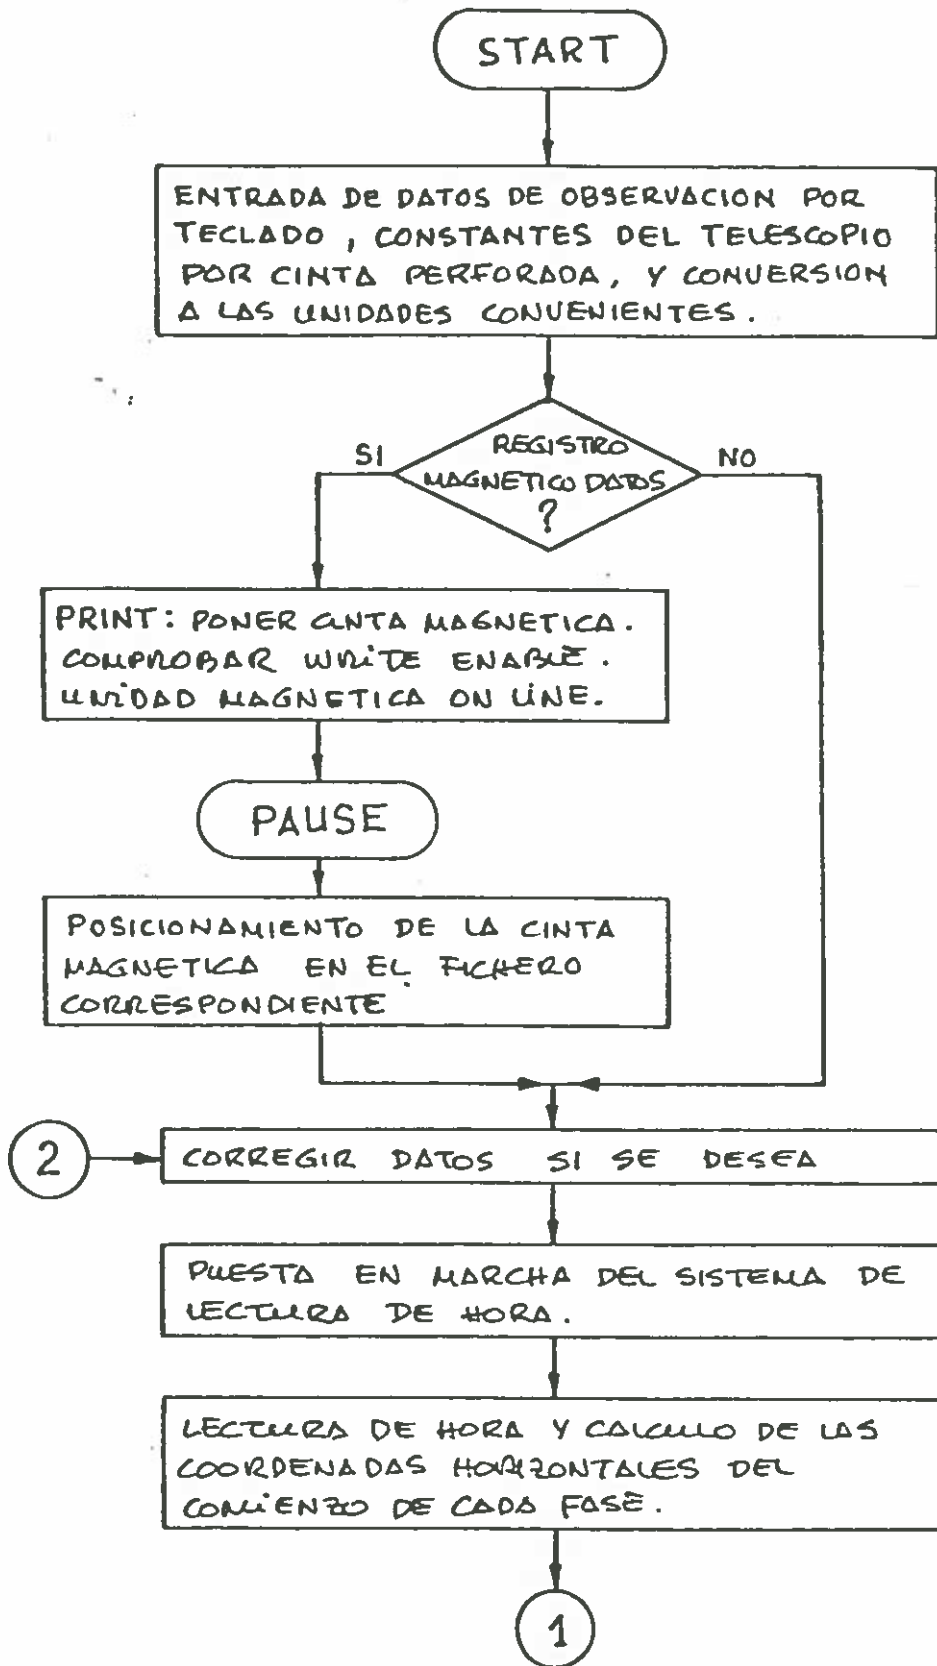 START
ENTRADA DE DATOS DE OBSERVACION POR
TECLADO, CONSTANTES DEL TELESCOPIO
POR CINTA PERFORADA, Y CONVERSION
A LAS UNIDADES CONVENIENTES.
REGISTRO
MAGNETICO DATOS
?
SI
NO
PRINT: PONER CINTA MAGNETICA.
COMPROBAR WRITE ENABLE.
UNIDAD MAGNETICA ON LINE.
PAUSE
POSICIONAMIENTO DE LA CINTA
MAGNETICA EN EL FICHERO
CORRESPONDIENTE
2
CORREGIR DATOS SI SE DESEA
PUESTA EN MARCHA DEL SISTEMA DE
LECTURA DE HORA.
LECTURA DE HORA Y CALCULO DE LAS
COORDENADAS HORIZONTALES DEL
COMIENZO DE CADA FASE.
1